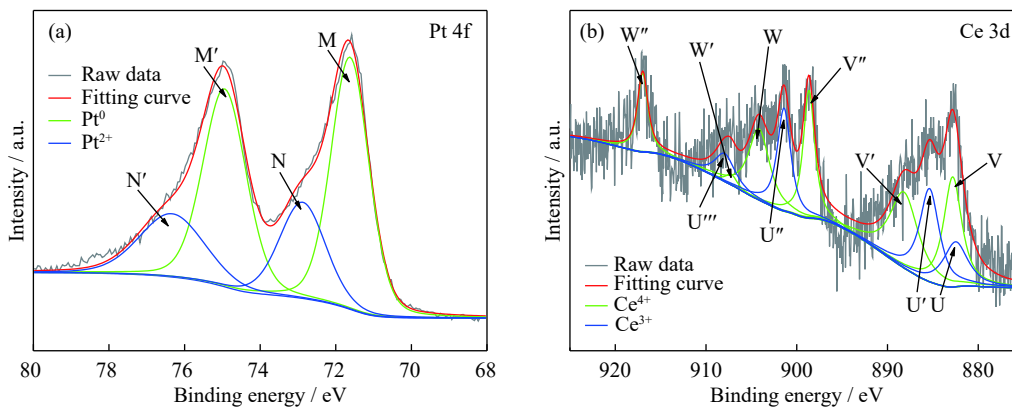 (a)
Pt 4f
Raw data
Fitting curve
Pt⁰
Pt²⁺
M′
M
N′
N
Intensity / a.u.
80 78 76 74 72 70 68
Binding energy / eV
(b)
Ce 3d
W″
W′
W
V″
V′
V
U‴
U″
U′
U
Raw data
Fitting curve
Ce⁴⁺
Ce³⁺
Intensity / a.u.
920 910 900 890 880
Binding energy / eV